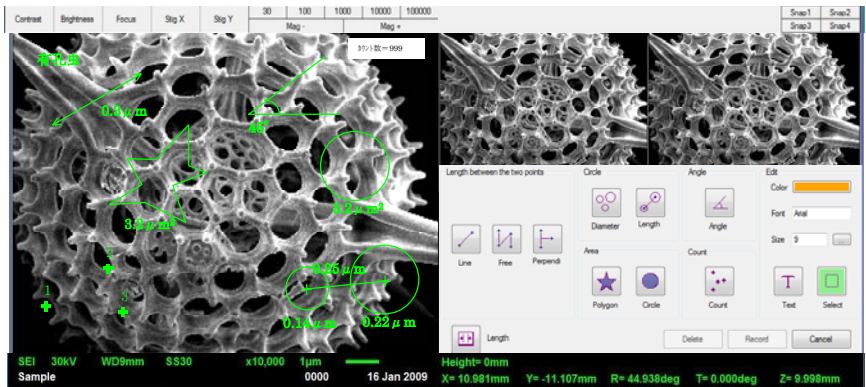 Contrast Brightness Focus Stig X Stig Y 30 100 1000 10000 100000
Mag - Mag +
Snap1 Snap2
Snap3 Snap4
有孔虫
カウント数=999
0.8μm
45°
3.2μm²
3.2μm²
0.25μm
0.14μm
0.22μm
1
2
3
Length between the two points
Line Free Perpendi
Circle
Diameter Length
Angle
Angle
Area
Polygon Circle
Count
Count
Edit
Color
Font Arial
Size 9 ...
Text Select
Length
Delete Record Cancel
SEI 30kV WD9mm SS30 x10,000 1μm
Sample 0000 16 Jan 2009
Height= 0mm
X= 10.981mm Y= -11.107mm R= 44.938deg T= 0.000deg Z= 9.998mm